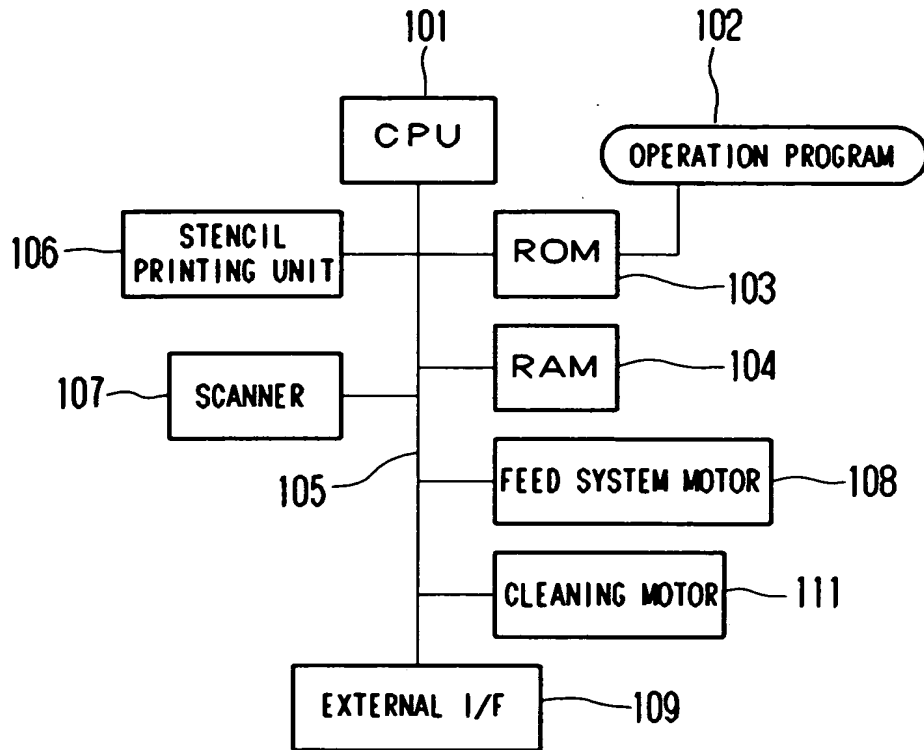 101
102
CPU
OPERATION PROGRAM
106
STENCIL
PRINTING UNIT
ROM
103
107
SCANNER
RAM
104
105
FEED SYSTEM MOTOR
108
CLEANING MOTOR
111
EXTERNAL I/F
109